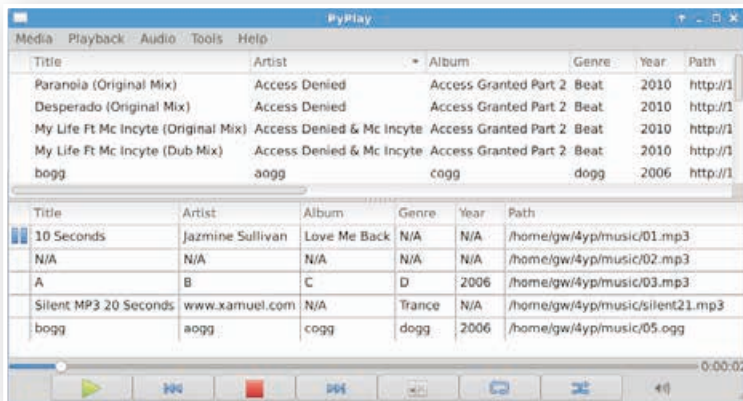 PyPlay
Media Playback Audio Tools Help
Title Artist Album Genre Year Path
Paranoia (Original Mix) Access Denied Access Granted Part 2 Beat 2010 http://1
Desperado (Original Mix) Access Denied Access Granted Part 2 Beat 2010 http://1
My Life Ft Mc Incyte (Original Mix) Access Denied & Mc Incyte Access Granted Part 2 Beat 2010 http://1
My Life Ft Mc Incyte (Dub Mix) Access Denied & Mc Incyte Access Granted Part 2 Beat 2010 http://1
bogg aogg cogg dogg 2006 http://1
Title Artist Album Genre Year Path
10 Seconds Jazmine Sullivan Love Me Back N/A N/A /home/gw/4yp/music/01.mp3
N/A N/A N/A N/A N/A /home/gw/4yp/music/02.mp3
A B C D 2006 /home/gw/4yp/music/03.mp3
Silent MP3 20 Seconds www.xamuel.com N/A Trance N/A /home/gw/4yp/music/silent21.mp3
bogg aogg cogg dogg 2006 /home/gw/4yp/music/05.ogg
0:00:02